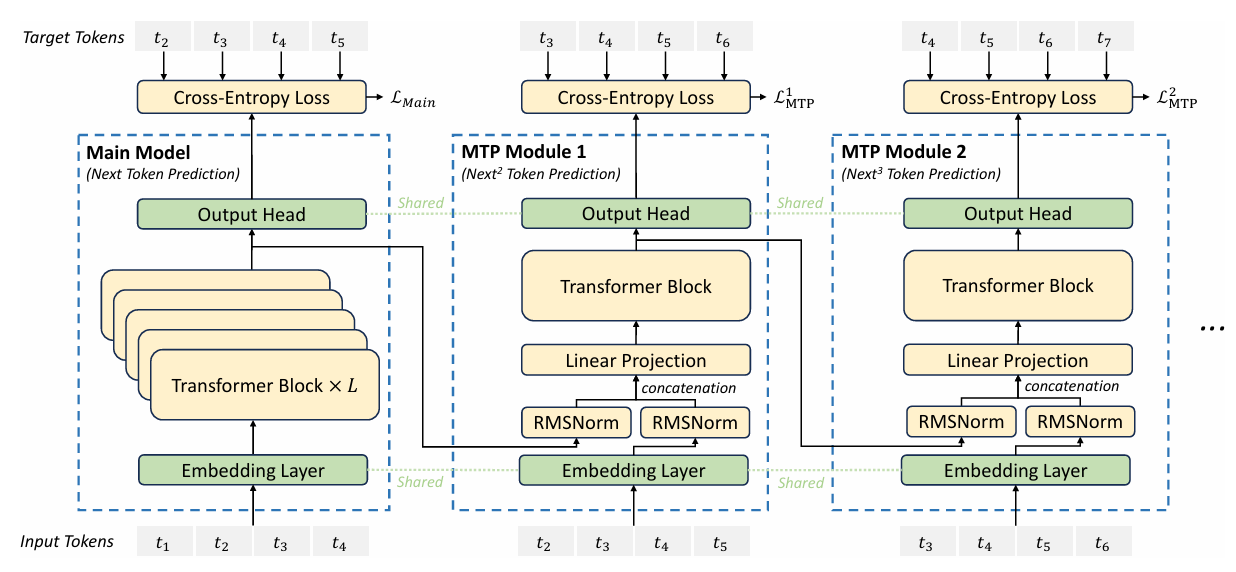 Target Tokens t₂ t₃ t₄ t₅ t₃ t₄ t₅ t₆ t₄ t₅ t₆ t₇
Cross-Entropy Loss ℒ_Main Cross-Entropy Loss ℒ¹_MTP Cross-Entropy Loss ℒ²_MTP
Main Model
(Next Token Prediction)
Output Head
Transformer Block × L
Embedding Layer
Shared
Shared
MTP Module 1
(Next² Token Prediction)
Output Head
Transformer Block
Linear Projection
concatenation
RMSNorm RMSNorm
Embedding Layer
Shared
Shared
MTP Module 2
(Next³ Token Prediction)
Output Head
Transformer Block
Linear Projection
concatenation
RMSNorm RMSNorm
Embedding Layer
...
Input Tokens t₁ t₂ t₃ t₄ t₂ t₃ t₄ t₅ t₃ t₄ t₅ t₆